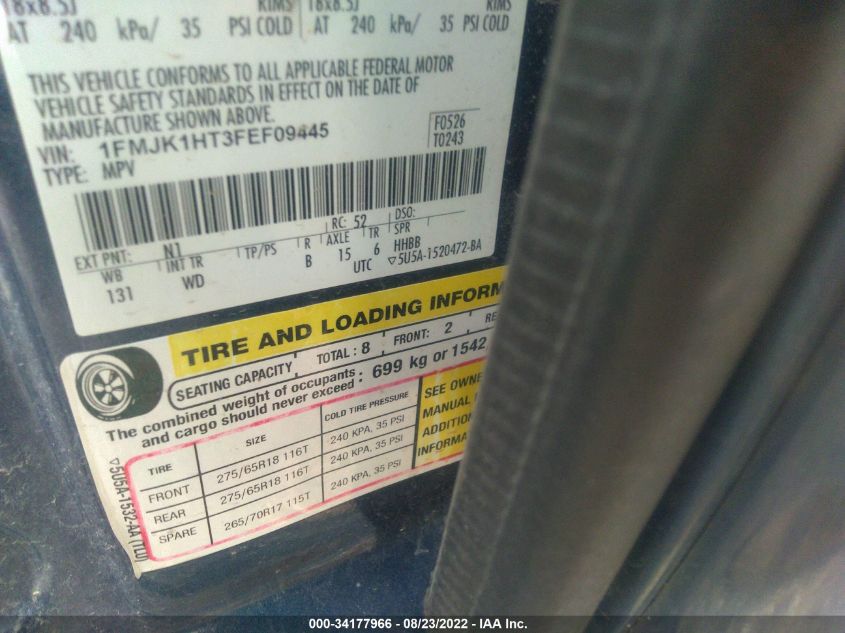 18x8.5J RIMS 18x8.5J RIMS
AT 240 kPa/ 35 PSI COLD AT 240 kPa/ 35 PSI COLD
THIS VEHICLE CONFORMS TO ALL APPLICABLE FEDERAL MOTOR
VEHICLE SAFETY STANDARDS IN EFFECT ON THE DATE OF
MANUFACTURE SHOWN ABOVE.
VIN: 1FMJK1HT3FEF09445
TYPE: MPV
F0526
T0243
EXT PNT: N1 RC: 52 DSO:
WB INT TR TP/PS R AXLE TR SPR
131 WD B 15 6 HHBB
UTC ▽5U5A-1520472-BA
TIRE AND LOADING INFORM
SEATING CAPACITY TOTAL : 8 FRONT: 2 RE
The combined weight of occupants
and cargo should never exceed : 699 kg or 1542
TIRE SIZE COLD TIRE PRESSURE
FRONT 275/65R18 116T 240 KPA, 35 PSI
REAR 275/65R18 116T 240 KPA, 35 PSI
SPARE 265/70R17 115T 240 KPA, 35 PSI
SEE OWNE
MANUAL
ADDITION
INFORMA
▽5U5A-1532-AA (TLU)
000-34177966 - 08/23/2022 - IAA Inc.